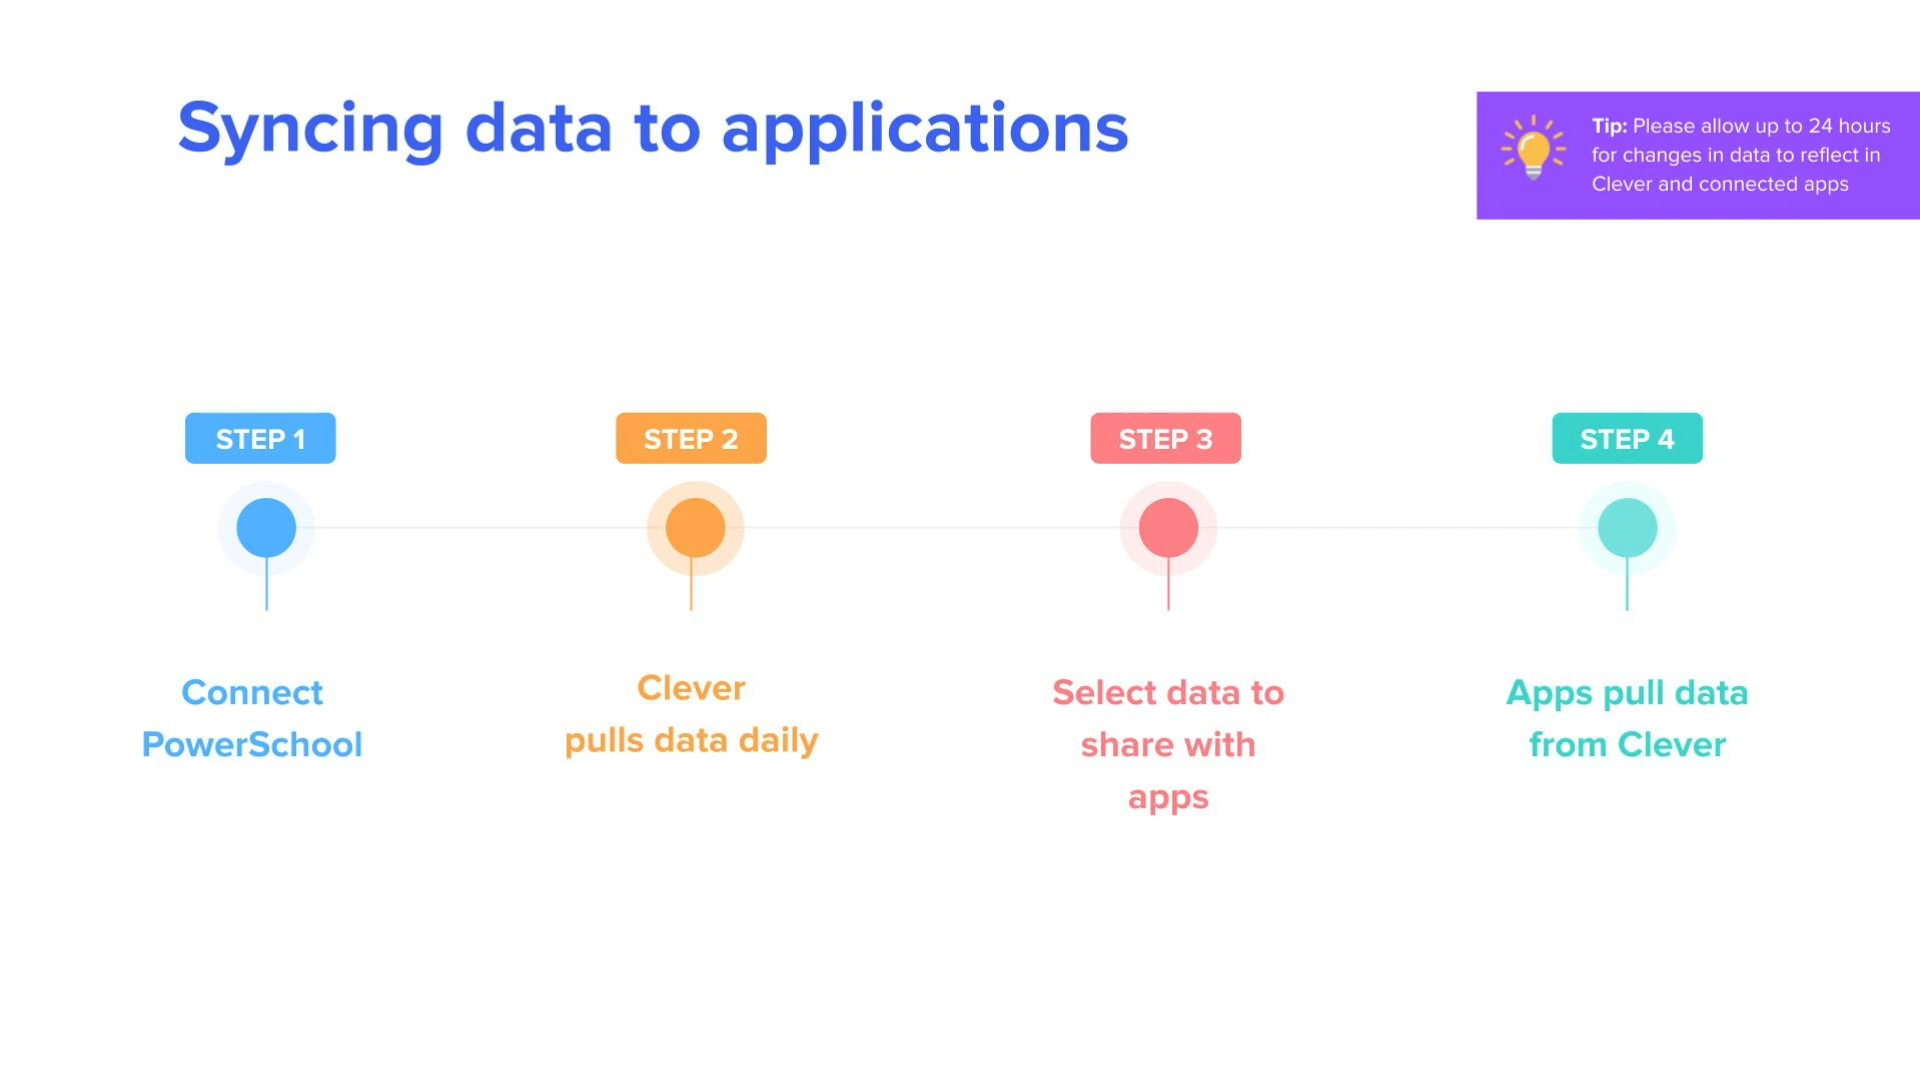 Syncing data to applications
Tip: Please allow up to 24 hours
for changes in data to reflect in
Clever and connected apps
STEP 1
Connect
PowerSchool
STEP 2
Clever
pulls data daily
STEP 3
Select data to
share with
apps
STEP 4
Apps pull data
from Clever